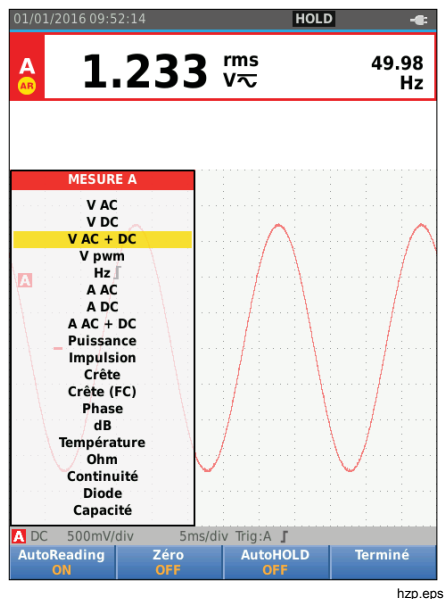 01/01/2016 09:52:14 HOLD
A
AR
1.233 rms V 49.98 Hz
MESURE A
V AC
V DC
V AC + DC
V pwm
Hz
A AC
A DC
A AC + DC
Puissance
Impulsion
Crête
Crête (FC)
Phase
dB
Température
Ohm
Continuité
Diode
Capacité
A
A DC 500mV/div 5ms/div Trig:A
AutoReading Zéro AutoHOLD Terminé
ON OFF OFF
hzp.eps